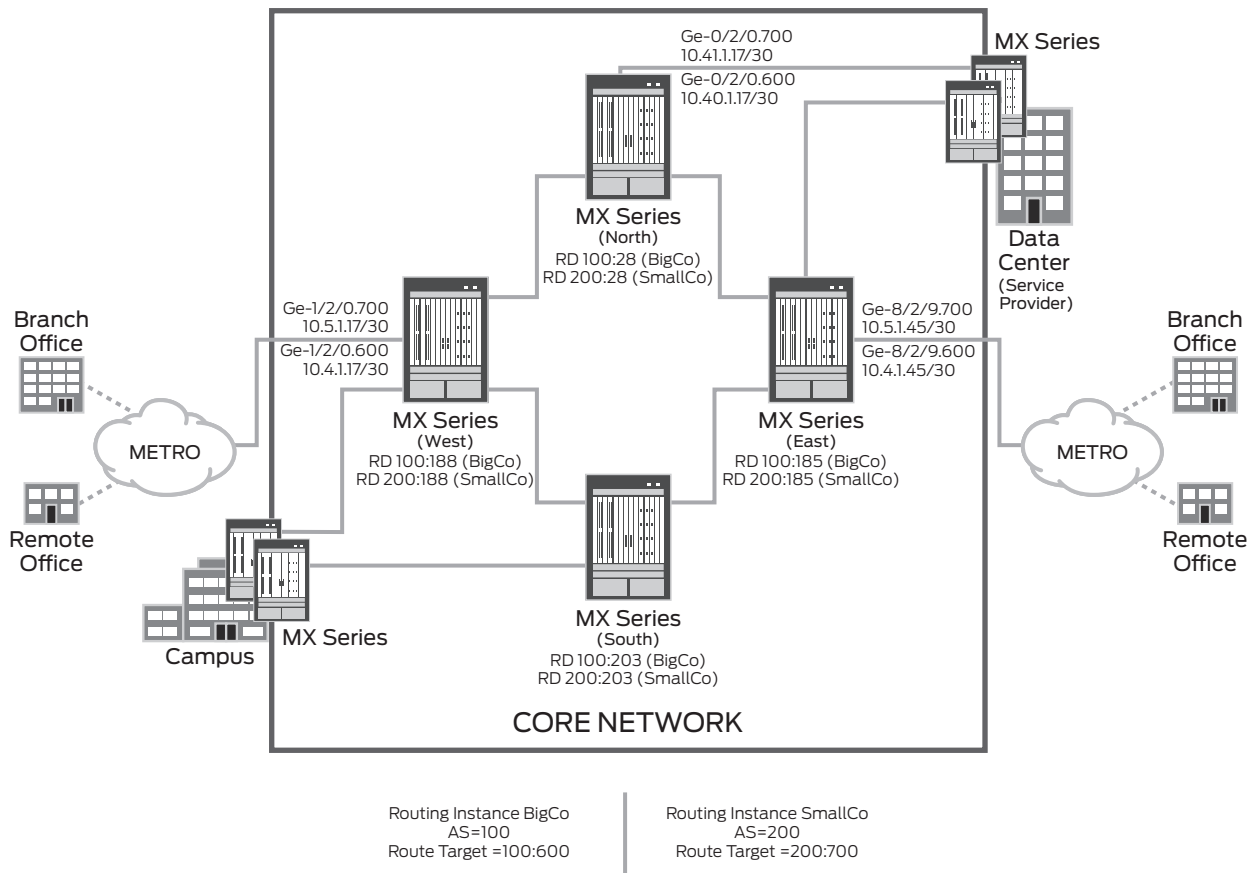 Ge-0/2/0.700
10.41.1.17/30
Ge-0/2/0.600
10.40.1.17/30
MX Series
MX Series
(North)
RD 100:28 (BigCo)
RD 200:28 (SmallCo)
Data
Center
(Service
Provider)
Branch
Office
Ge-1/2/0.700
10.5.1.17/30
Ge-1/2/0.600
10.4.1.17/30
Ge-8/2/9.700
10.5.1.45/30
Ge-8/2/9.600
10.4.1.45/30
Branch
Office
METRO
MX Series
(West)
RD 100:188 (BigCo)
RD 200:188 (SmallCo)
MX Series
(East)
RD 100:185 (BigCo)
RD 200:185 (SmallCo)
METRO
Remote
Office
Remote
Office
MX Series
Campus
MX Series
(South)
RD 100:203 (BigCo)
RD 200:203 (SmallCo)
CORE NETWORK
Routing Instance BigCo
AS=100
Route Target =100:600
Routing Instance SmallCo
AS=200
Route Target =200:700